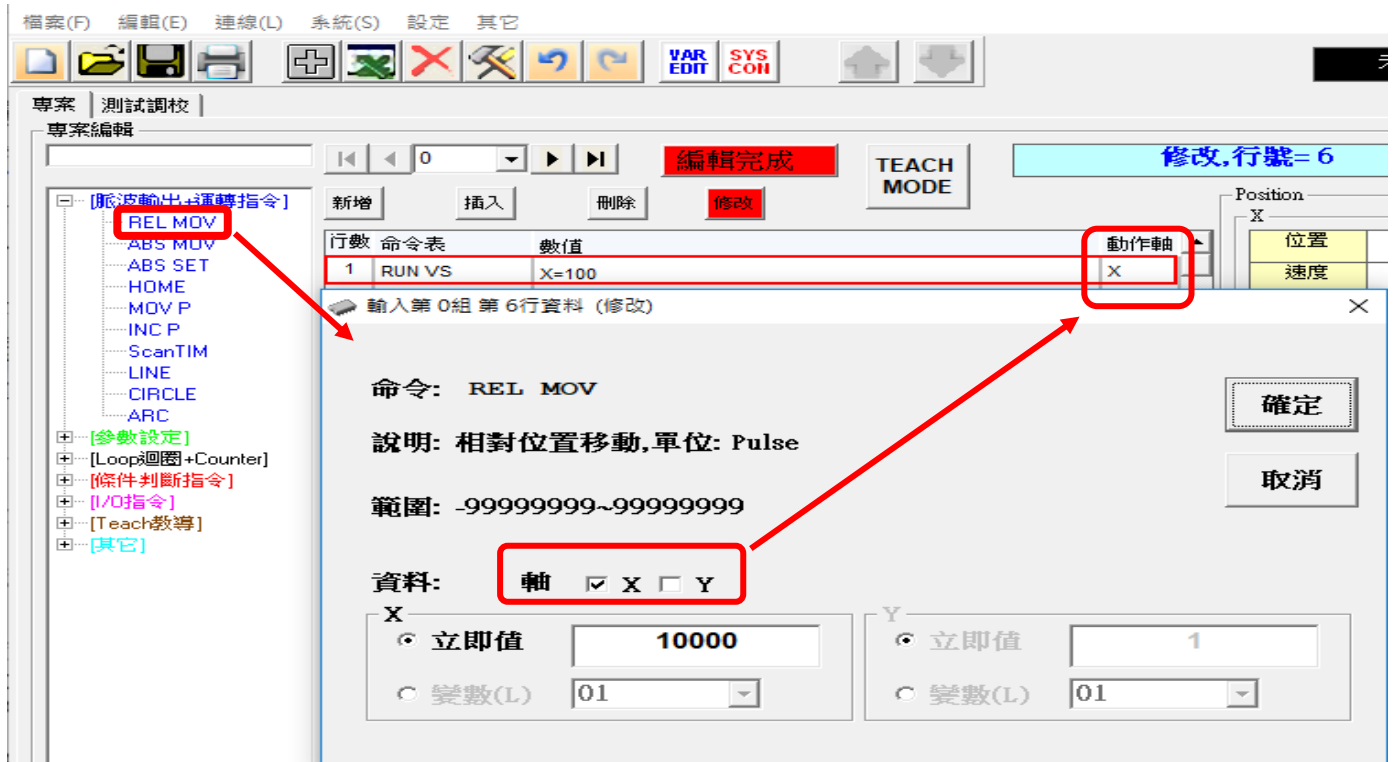 檔案(F) 編輯(E) 連線(L) 系統(S) 設定 其它
VAR EDIT SYS CON
專案 測試調校
專案編輯
0 編輯完成 TEACH MODE 修改,行號= 6
新增 插入 刪除 修改
[脈波輸出+運轉指令]
REL MOV
ABS MOV
ABS SET
HOME
MOV P
INC P
ScanTIM
LINE
CIRCLE
ARC
[參數設定]
[Loop迴圈+Counter]
[條件判斷指令]
[I/O指令]
[Teach教導]
[其它]
行數 命令表 數值 動作軸
1 RUN VS X=100 X
Position
X
位置
速度
輸入第 0組 第 6行資料 (修改)
命令: REL MOV
說明: 相對位置移動,單位: Pulse
範圍: -99999999~99999999
資料: 軸 X Y
確定
取消
X
立即值 10000
變數(L) 01
Y
立即值 1
變數(L) 01